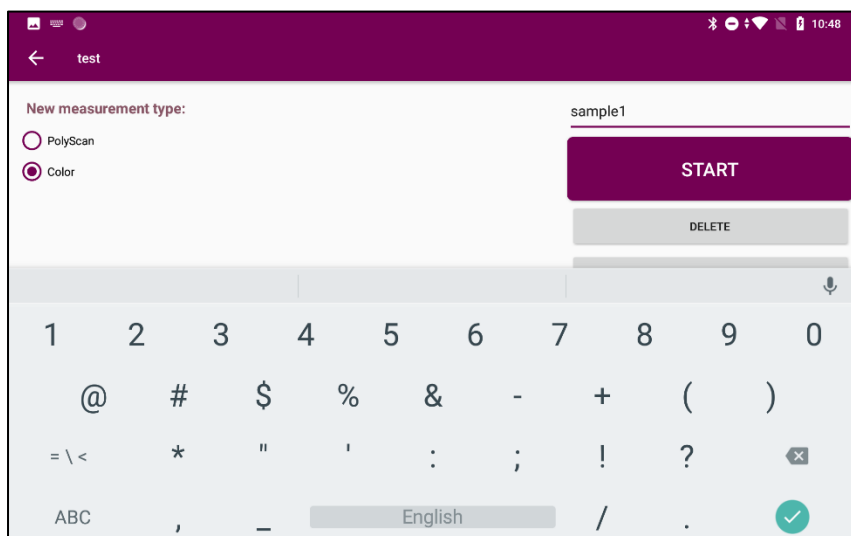 10:48
test
New measurement type:
PolyScan
Color
sample1
START
DELETE
1 2 3 4 5 6 7 8 9 0
@ # $ % & - + ( )
= \ < * " ' : ; ! ?
ABC , _ English / .